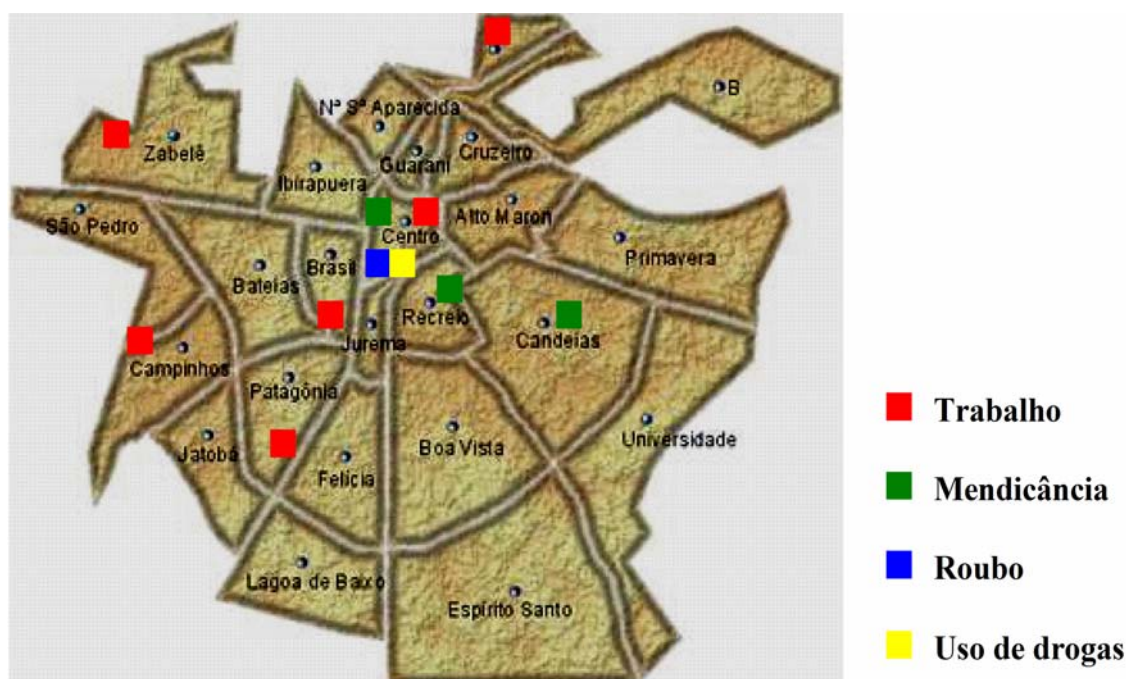 B
Nª Sª Aparecida
Zabelê
Guarani
Cruzeiro
Ibirapuera
São Pedro
Centro
Alto Maron
Primavera
Brasil
Bateias
Recreio
Candeias
Jurema
Campinhos
Patagônia
Jatobá
Felícia
Boa Vista
Universidade
Lagoa de Baixo
Espírito Santo
Trabalho
Mendicância
Roubo
Uso de drogas